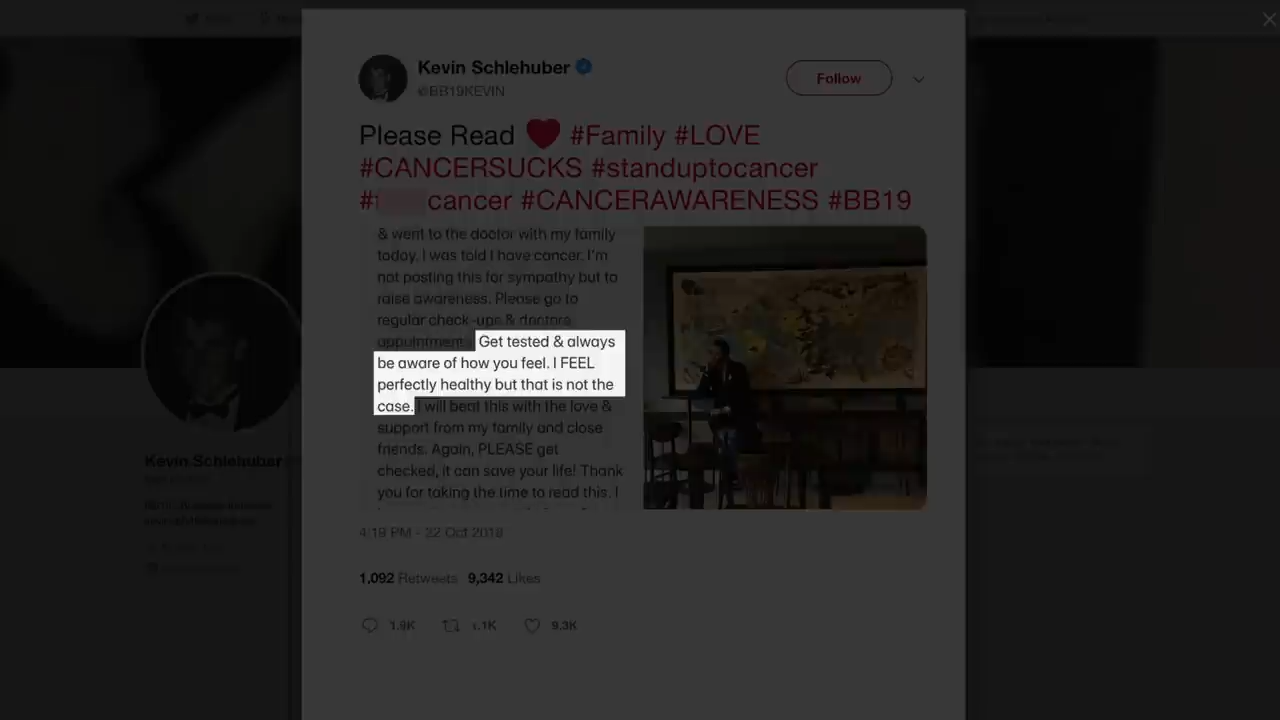 Kevin Schlehuber
@BB19KEVIN
Follow
Please Read #Family #LOVE
#CANCERSUCKS #standuptocancer
cancer #CANCERAWARENESS #BB19
& went to the doctor with my family
today. I was told I have cancer. I'm
not posting this for sympathy but to
raise awareness. Please go to
regular check-ups & doctors
appointments. Get tested & always
be aware of how you feel. I FEEL
perfectly healthy but that is not the
case. I will beat this with the love &
support from my family and close
friends. Again, PLEASE get
checked, it can save your life! Thank
you for taking the time to read this. I
4:19 PM - 22 Oct 2018
1,092 Retweets 9,342 Likes
1.9K 1.1K 9.3K
Kevin Schlehuber